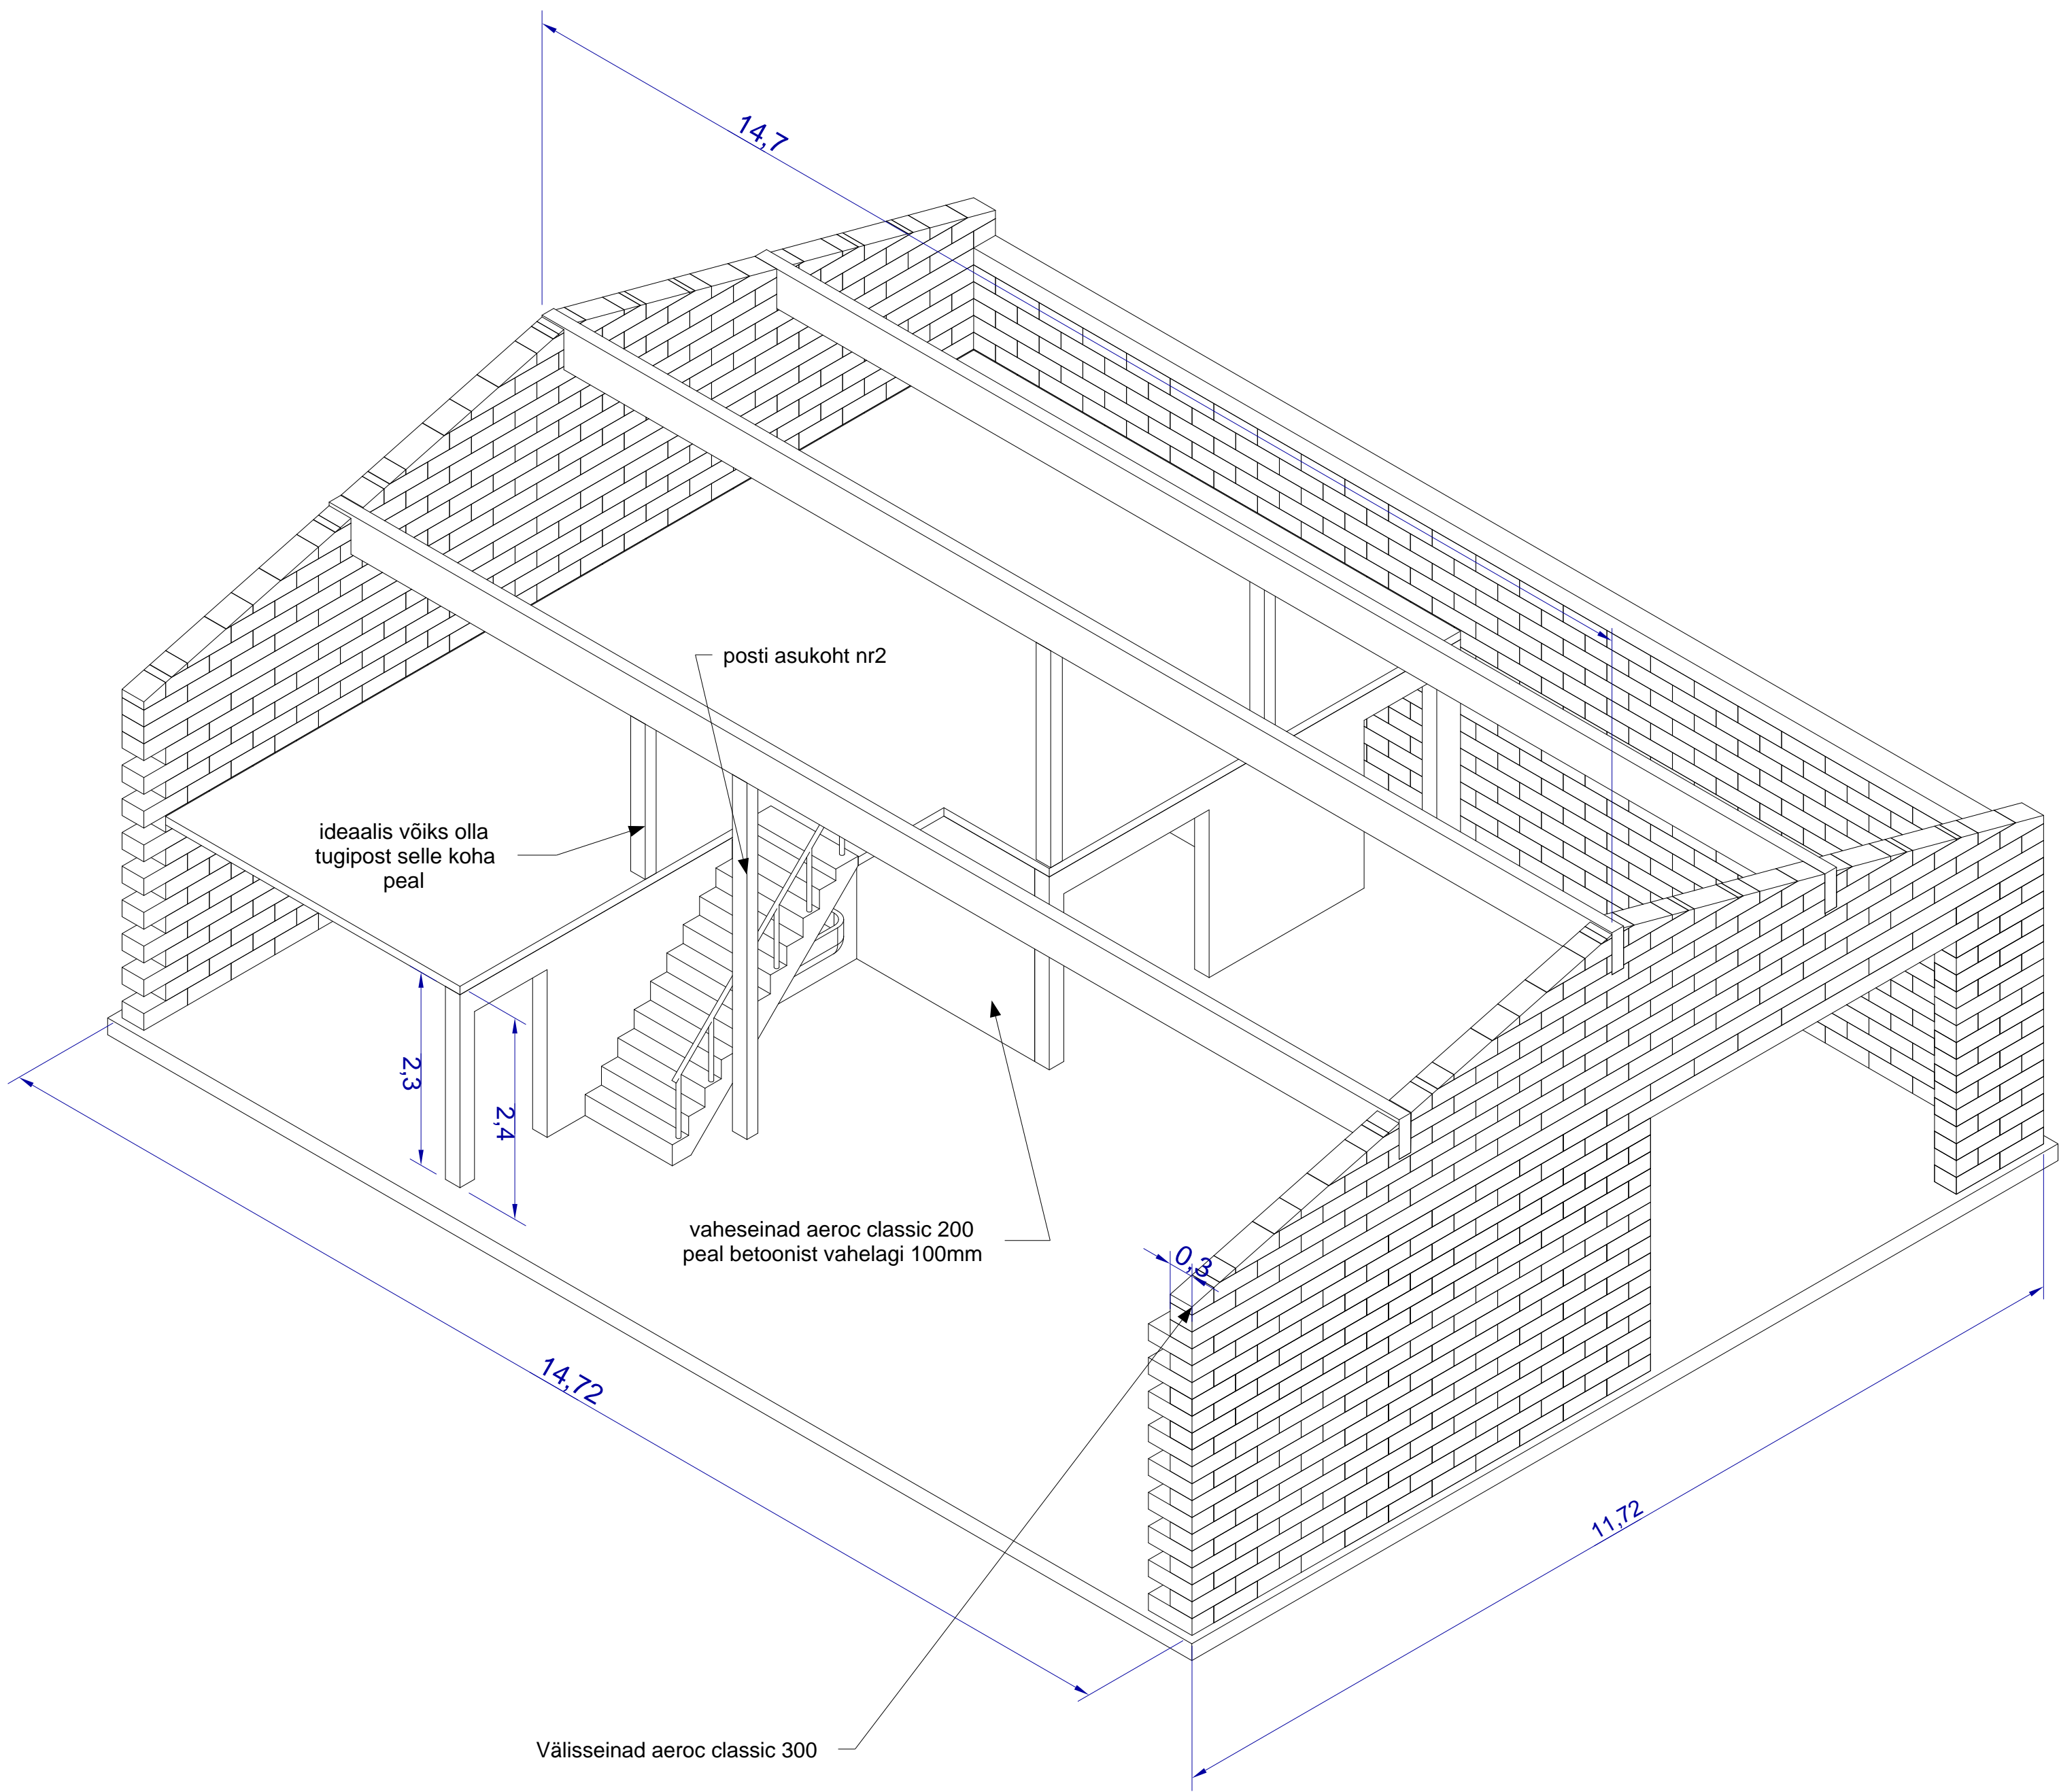 14,7
posti asukoht nr2
ideaalis võiks olla
tugipost selle koha
peal
2,3
2,4
vaheseinad aeroc classic 200
peal betoonist vahelagi 100mm
0,3
14,72
11,72
Välisseinad aeroc classic 300